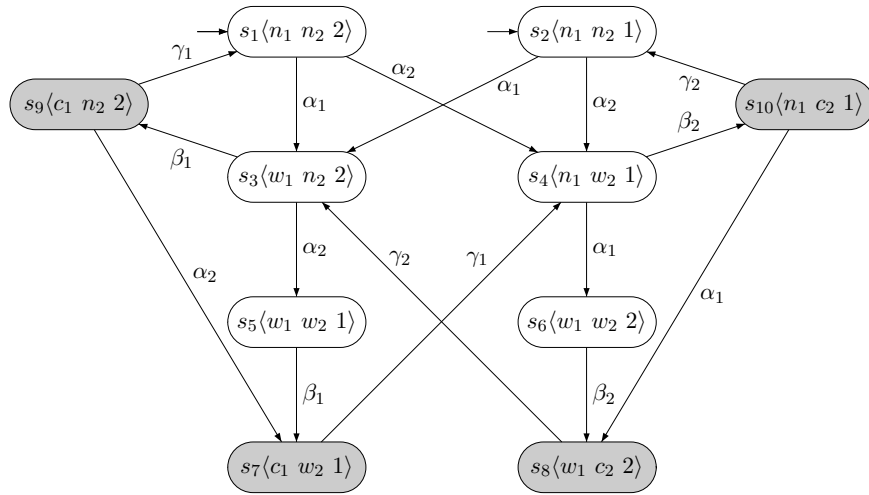 s₁⟨n₁ n₂ 2⟩ s₂⟨n₁ n₂ 1⟩
γ₁ α₂ α₁ γ₂
s₉⟨c₁ n₂ 2⟩ α₁ α₂ s₁₀⟨n₁ c₂ 1⟩
β₁ β₂
s₃⟨w₁ n₂ 2⟩ s₄⟨n₁ w₂ 1⟩
α₂ α₂ γ₂ γ₁ α₁ α₁
s₅⟨w₁ w₂ 1⟩ s₆⟨w₁ w₂ 2⟩
β₁ β₂
s₇⟨c₁ w₂ 1⟩ s₈⟨w₁ c₂ 2⟩